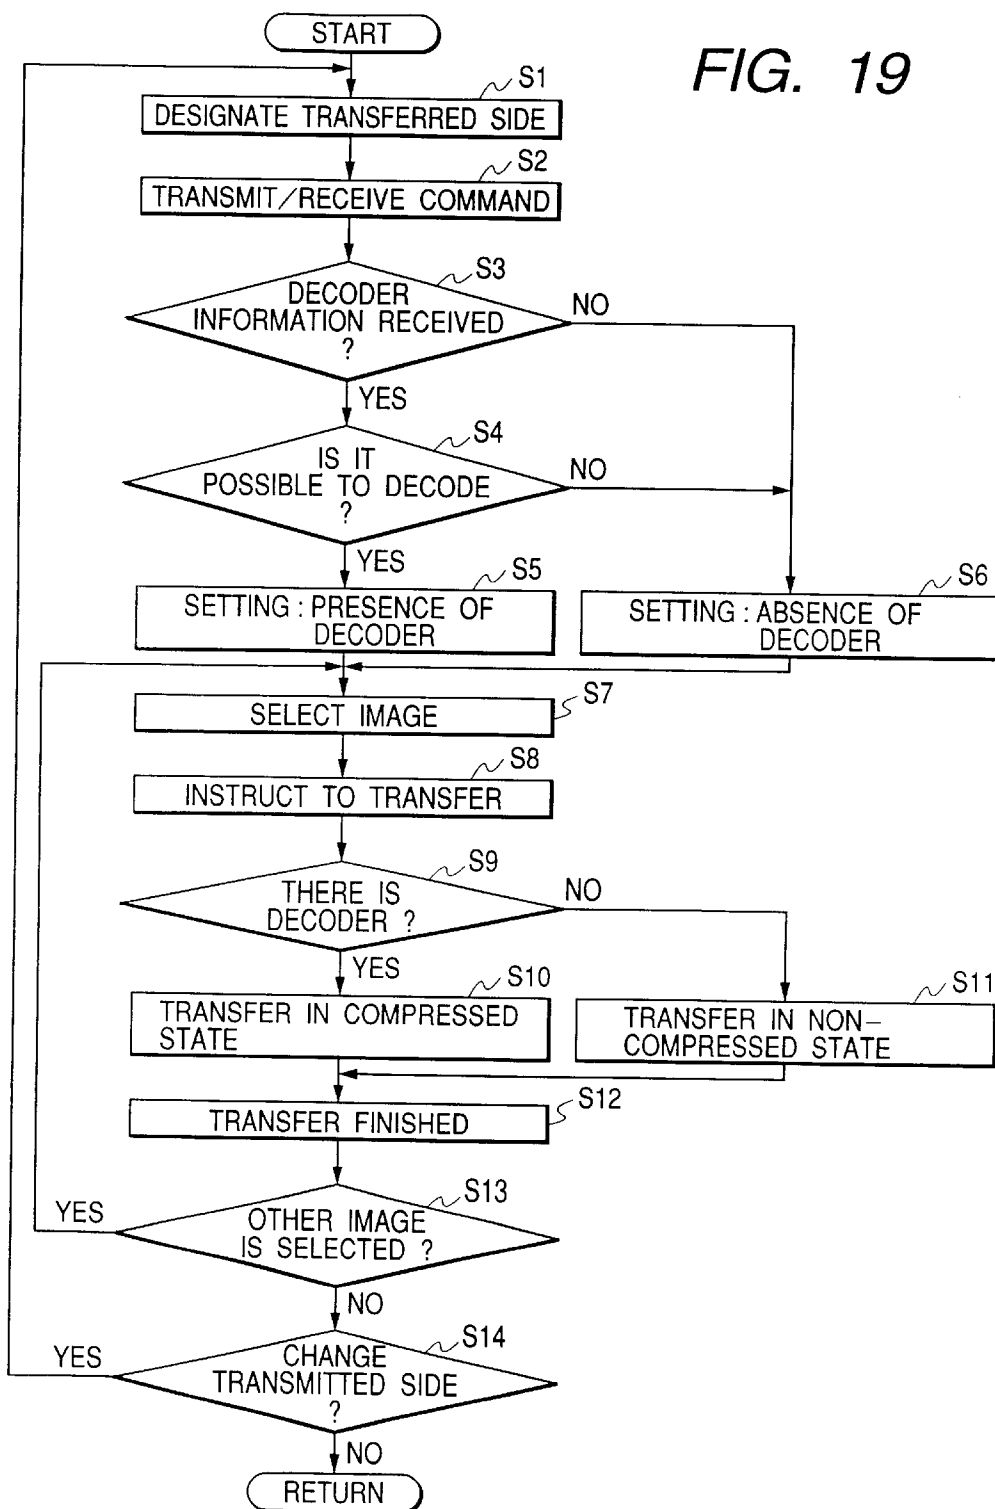 START
FIG. 19
S1
DESIGNATE TRANSFERRED SIDE
S2
TRANSMIT/RECEIVE COMMAND
S3
DECODER
INFORMATION RECEIVED
?
NO
YES
S4
IS IT
POSSIBLE TO DECODE
?
NO
YES
S5
SETTING : PRESENCE OF
DECODER
S6
SETTING : ABSENCE OF
DECODER
S7
SELECT IMAGE
S8
INSTRUCT TO TRANSFER
S9
THERE IS
DECODER ?
NO
YES
S10
TRANSFER IN COMPRESSED
STATE
S11
TRANSFER IN NON-
COMPRESSED STATE
S12
TRANSFER FINISHED
S13
OTHER IMAGE
IS SELECTED ?
YES
NO
S14
CHANGE
TRANSMITTED SIDE
?
YES
NO
RETURN